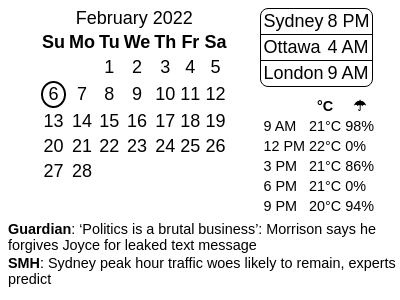 February 2022
Su Mo Tu We Th Fr Sa
1 2 3 4 5
6 7 8 9 10 11 12
13 14 15 16 17 18 19
20 21 22 23 24 25 26
27 28
Sydney 8 PM
Ottawa 4 AM
London 9 AM
°C ☂
9 AM 21°C 98%
12 PM 22°C 0%
3 PM 21°C 86%
6 PM 21°C 0%
9 PM 20°C 94%
Guardian: ‘Politics is a brutal business’: Morrison says he
forgives Joyce for leaked text message
SMH: Sydney peak hour traffic woes likely to remain, experts
predict